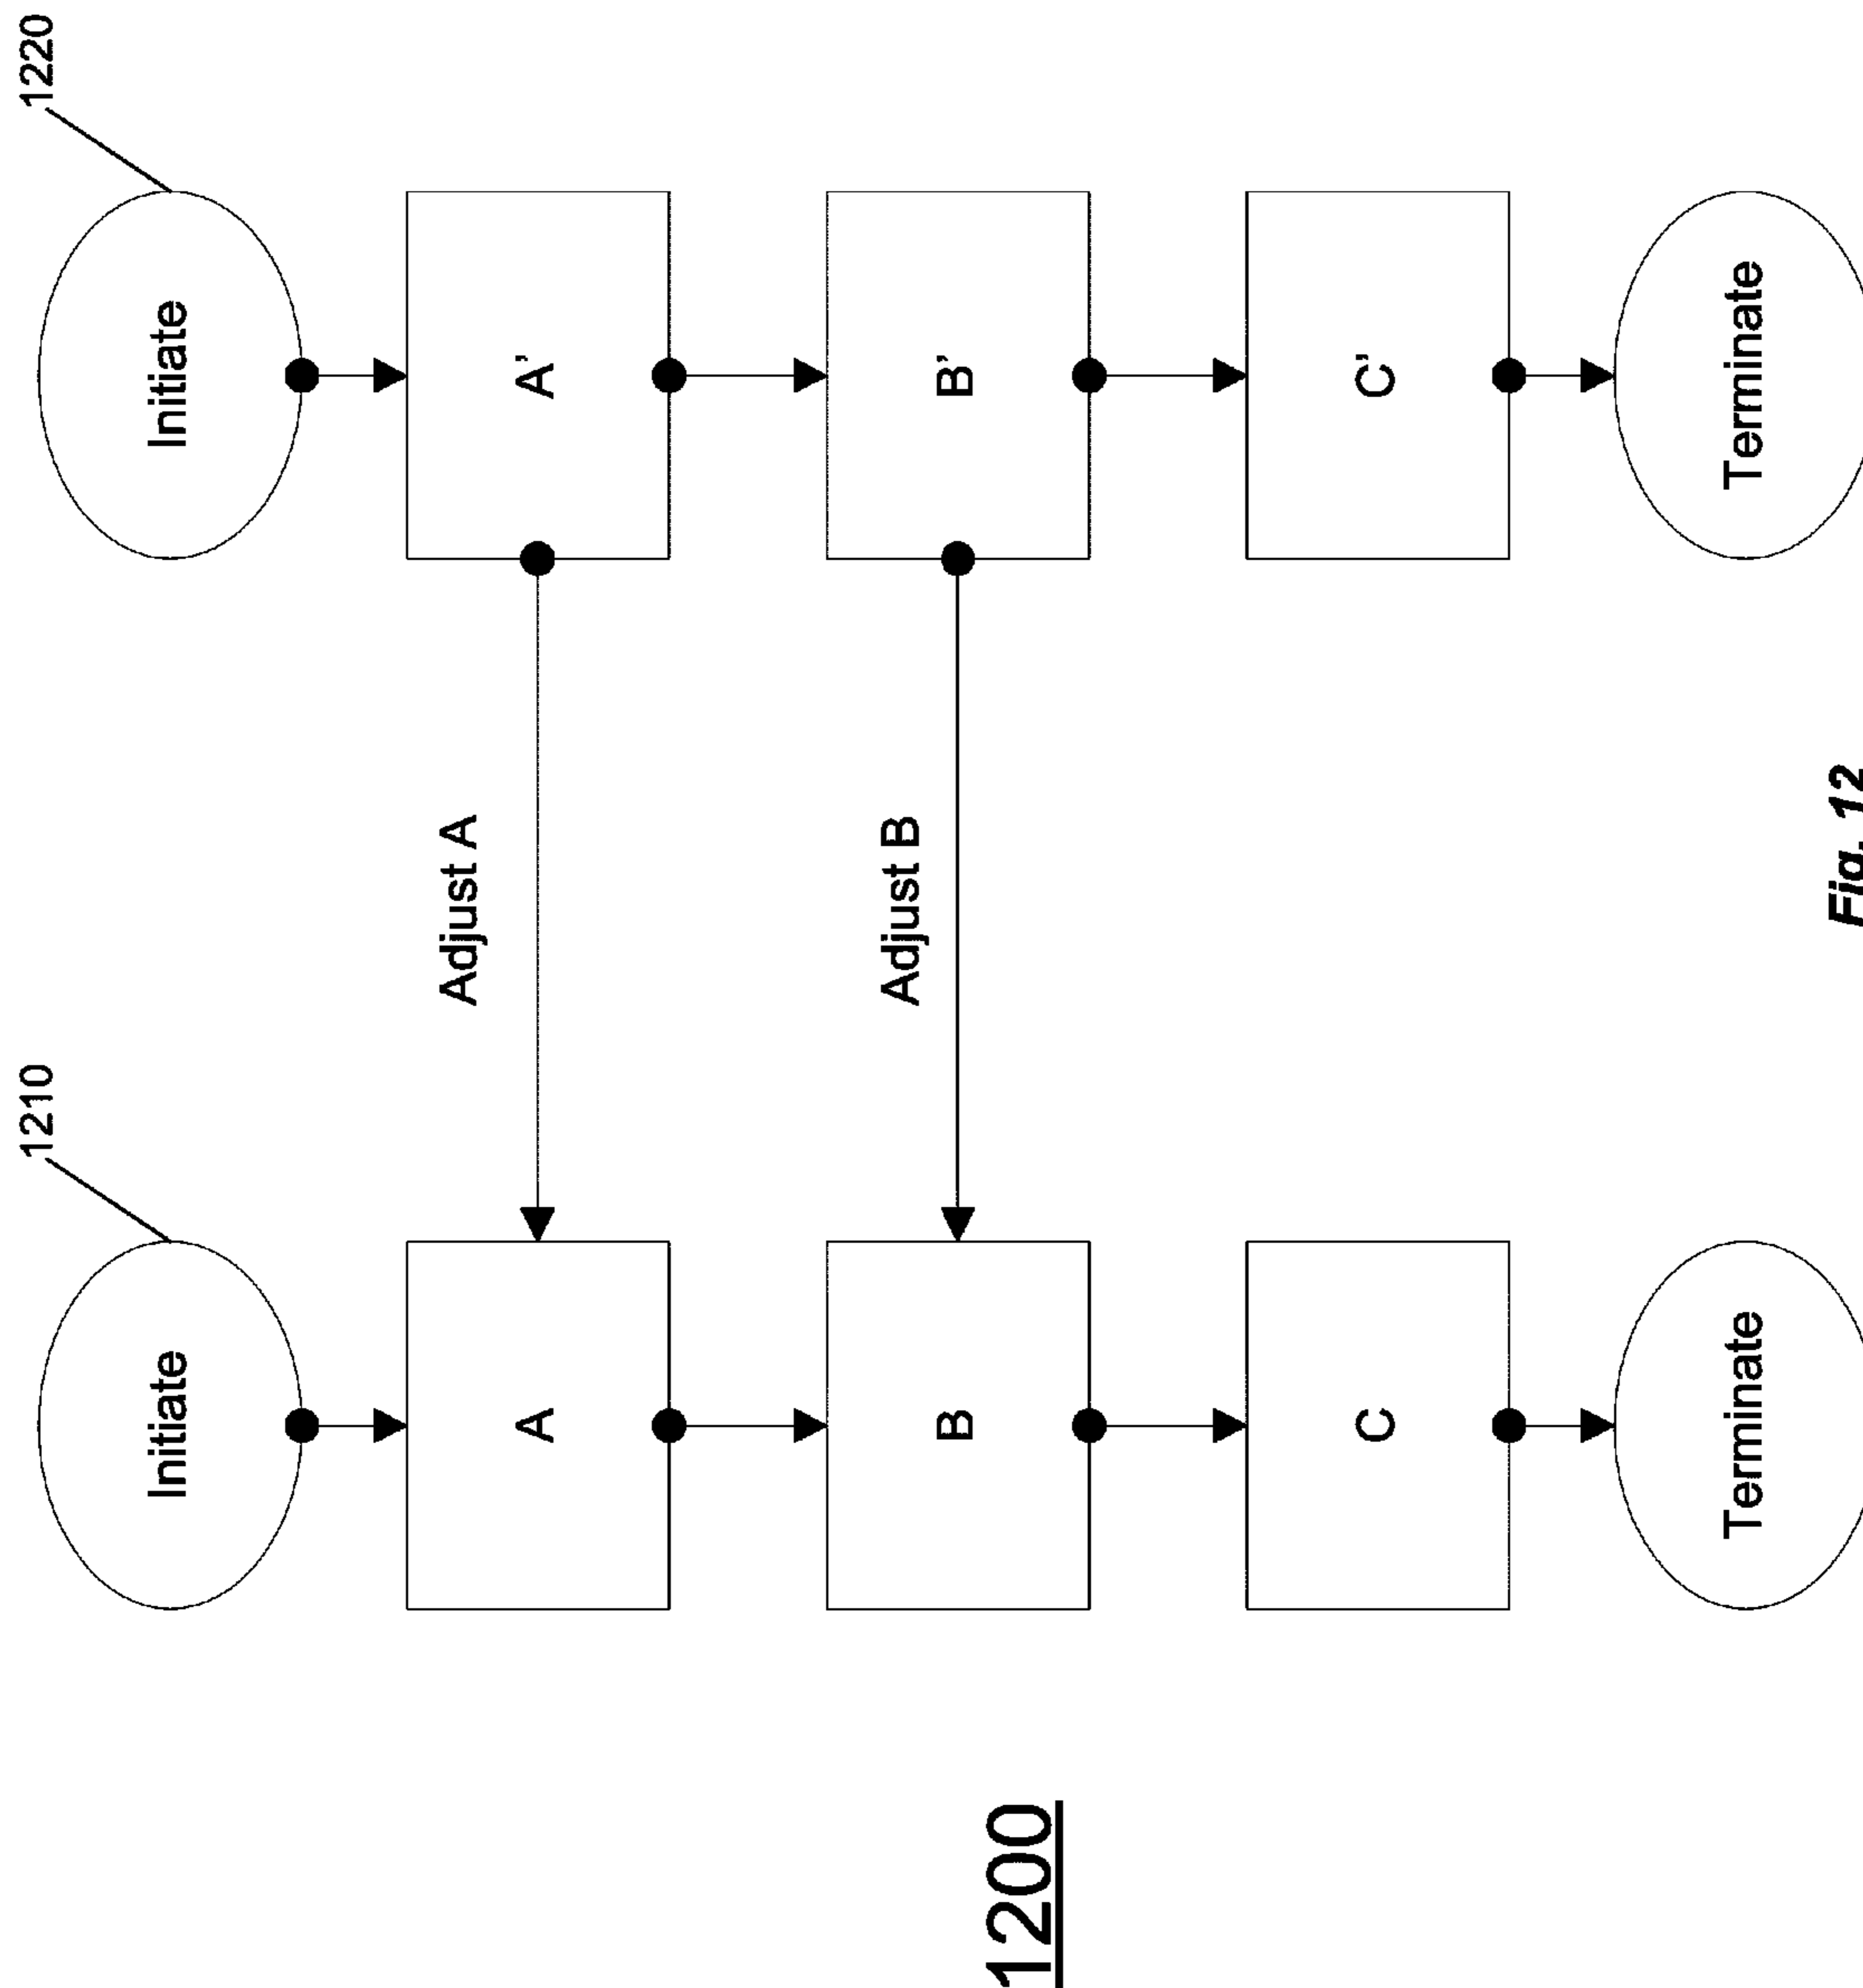 1210
1220
Initiate
Initiate
Adjust A
A
A'
Adjust B
B
B'
1200
C
C'
Terminate
Terminate
Fig. 12